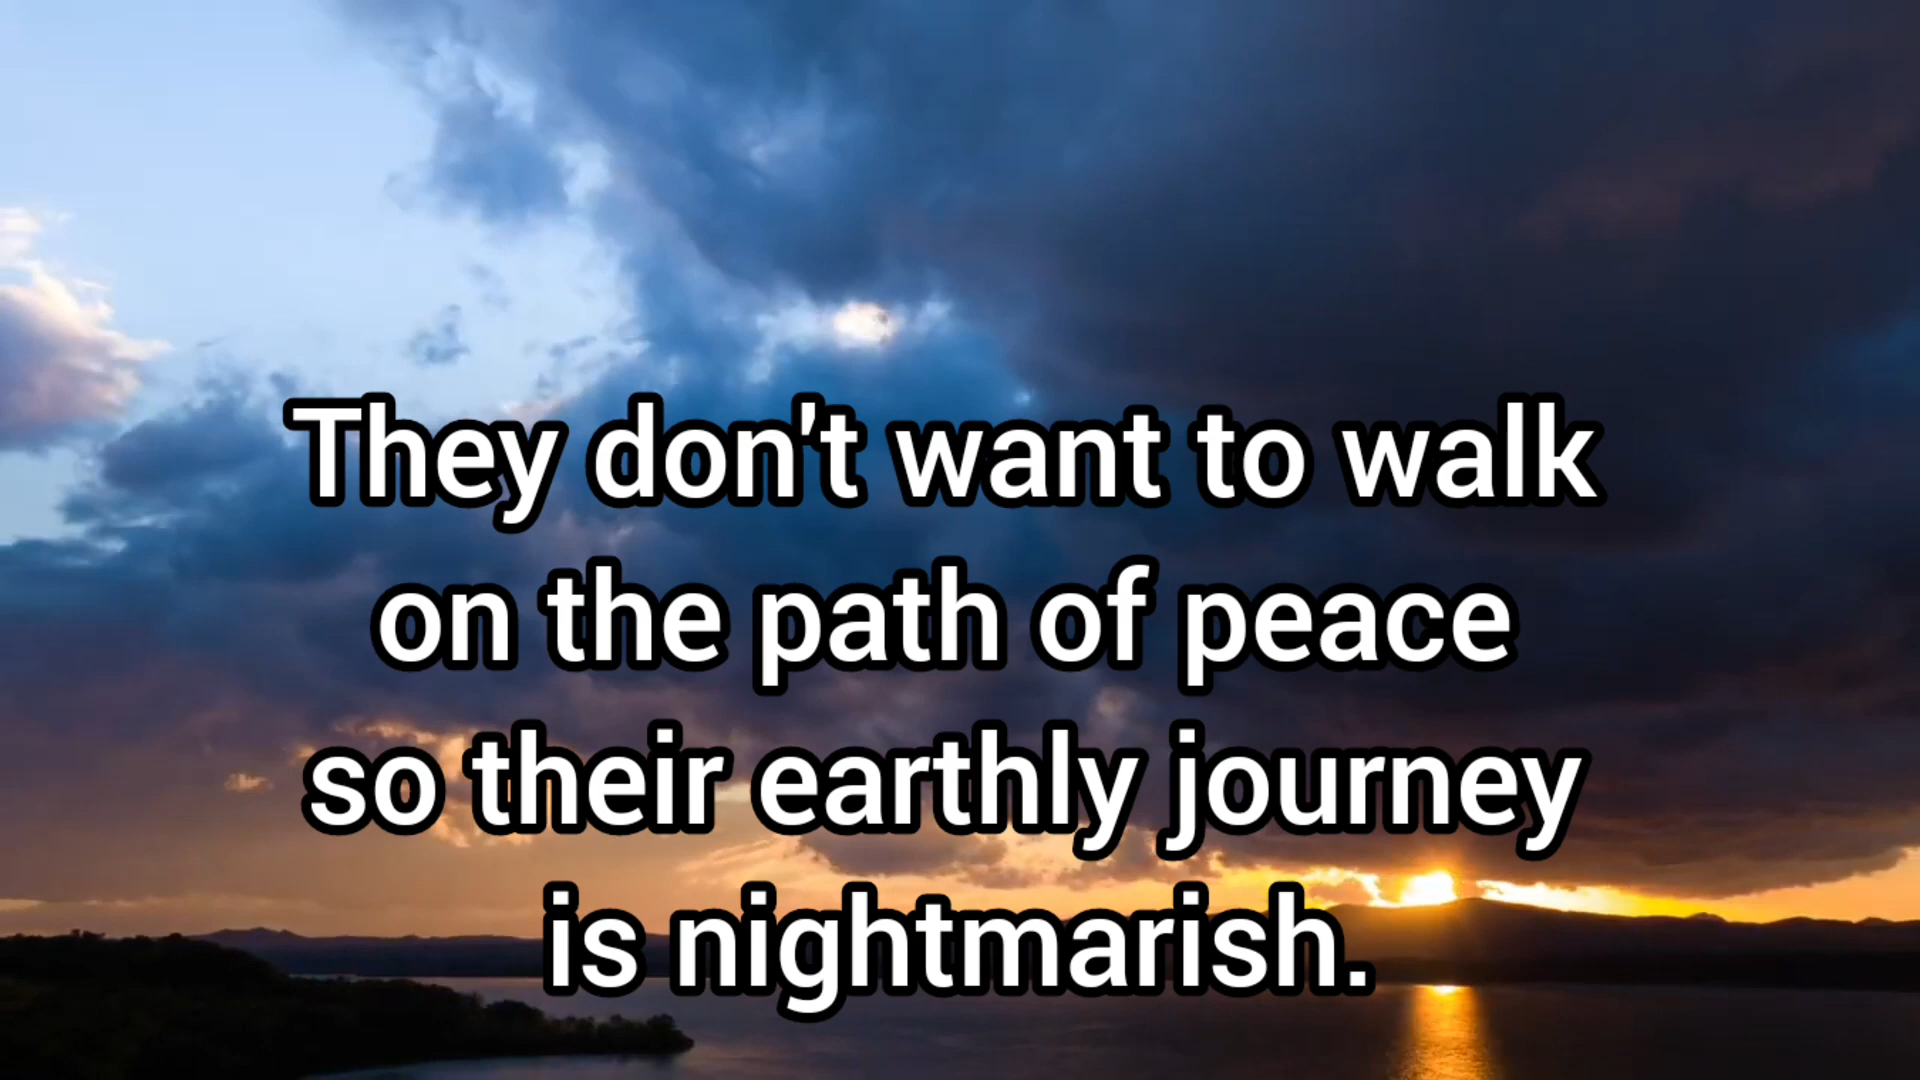 They don't want to walk
on the path of peace
so their earthly journey
is nightmarish.